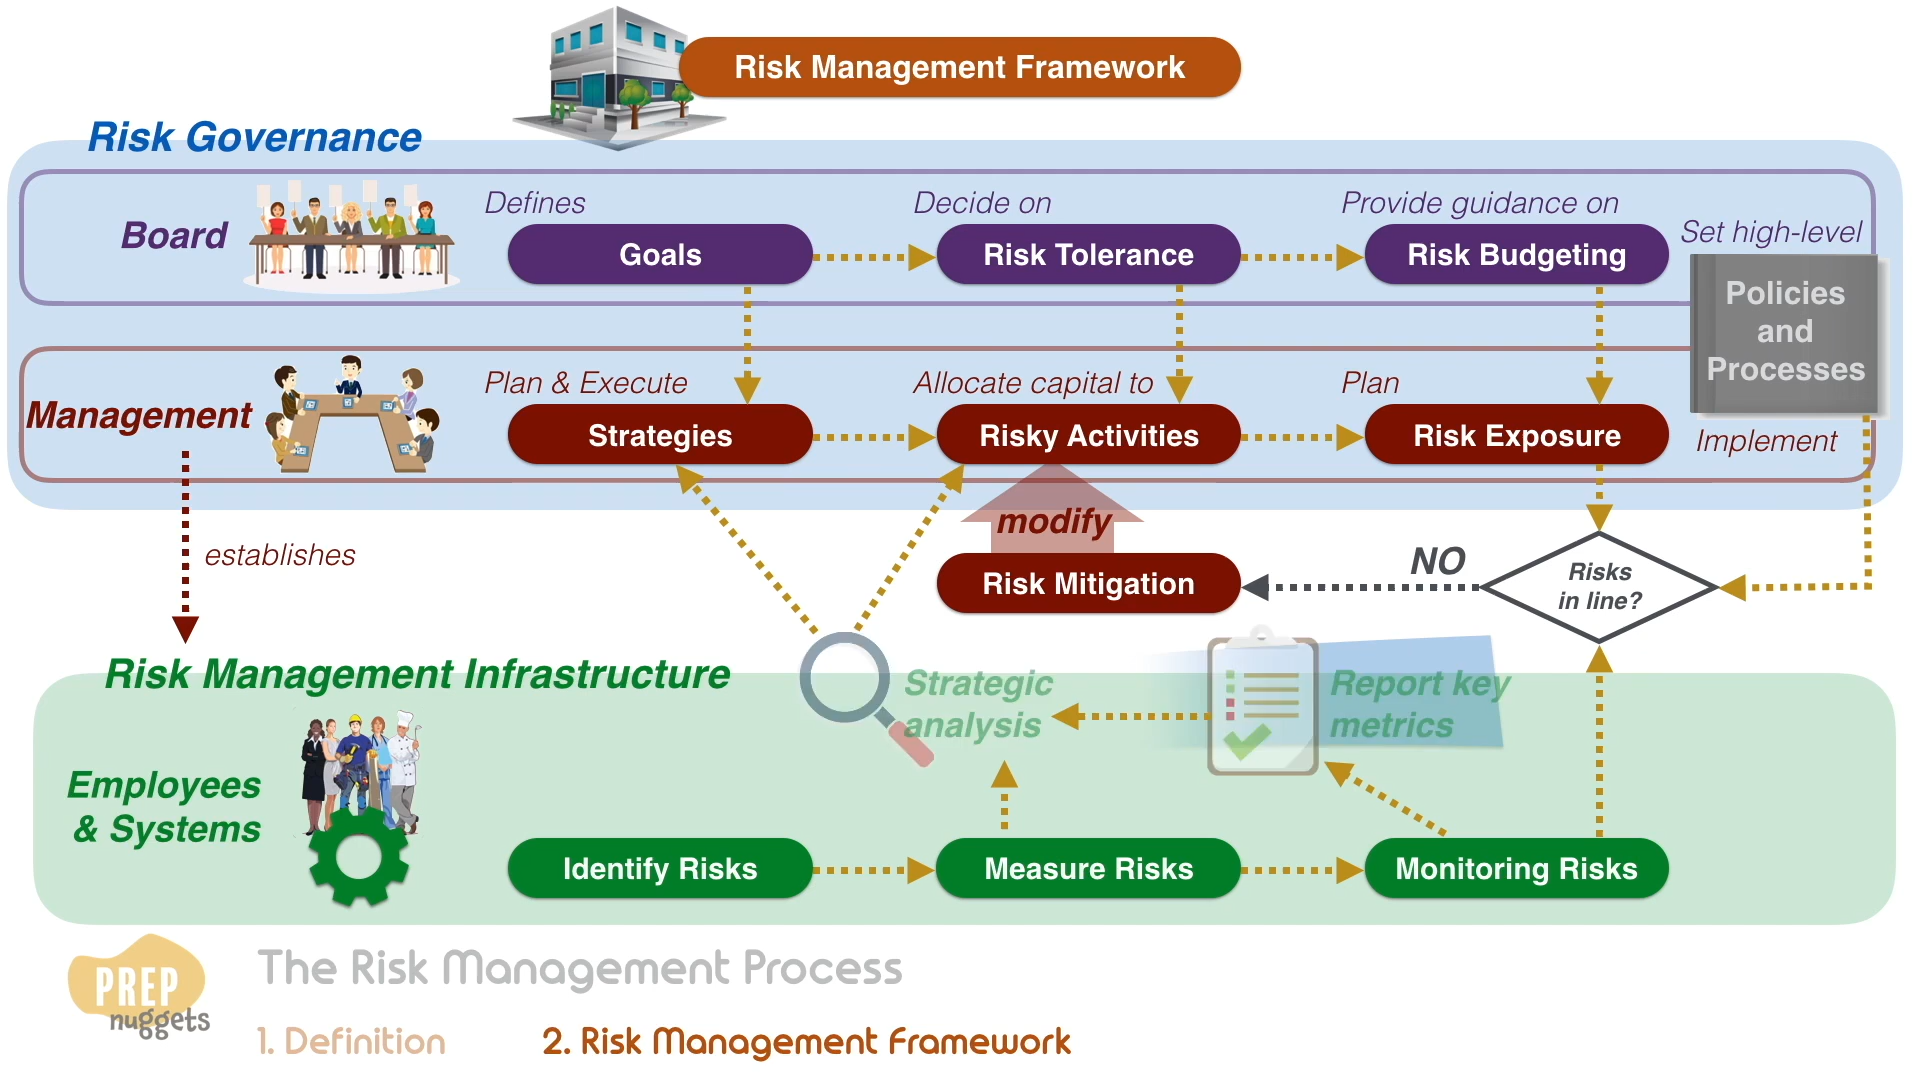 Risk Management Framework
Risk Governance
Board
Defines
Goals
Decide on
Risk Tolerance
Provide guidance on
Risk Budgeting
Set high-level
Policies
and
Processes
Implement
Management
Plan & Execute
Strategies
Allocate capital to
Risky Activities
Plan
Risk Exposure
establishes
modify
Risk Mitigation
NO
Risks
in line?
Risk Management Infrastructure
Strategic
analysis
Report key
metrics
Employees
& Systems
Identify Risks
Measure Risks
Monitoring Risks
PREP
nuggets
The Risk Management Process
1. Definition
2. Risk Management Framework